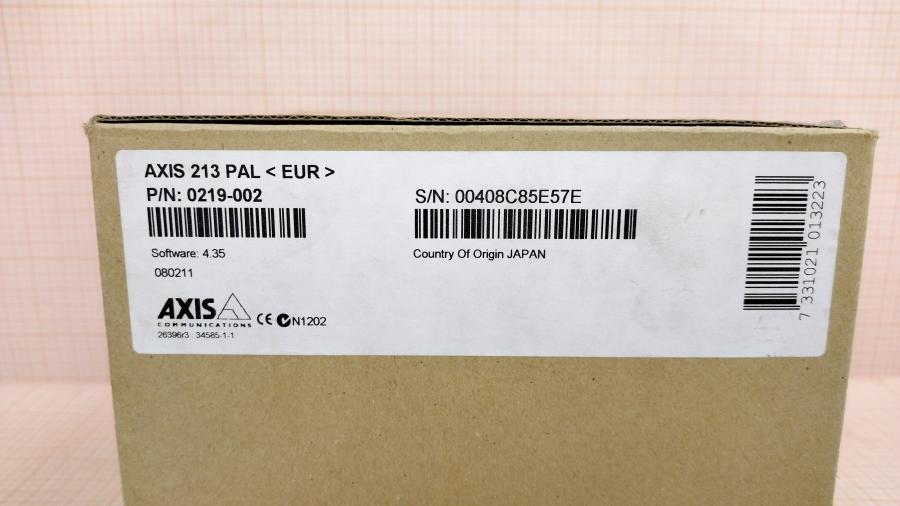 AXIS 213 PAL < EUR >
P/N: 0219-002
S/N: 00408C85E57E
Software: 4.35
Country Of Origin JAPAN
080211
AXIS
COMMUNICATIONS
CE N1202
26396r3 : 34585-1-1
7 331021 013223